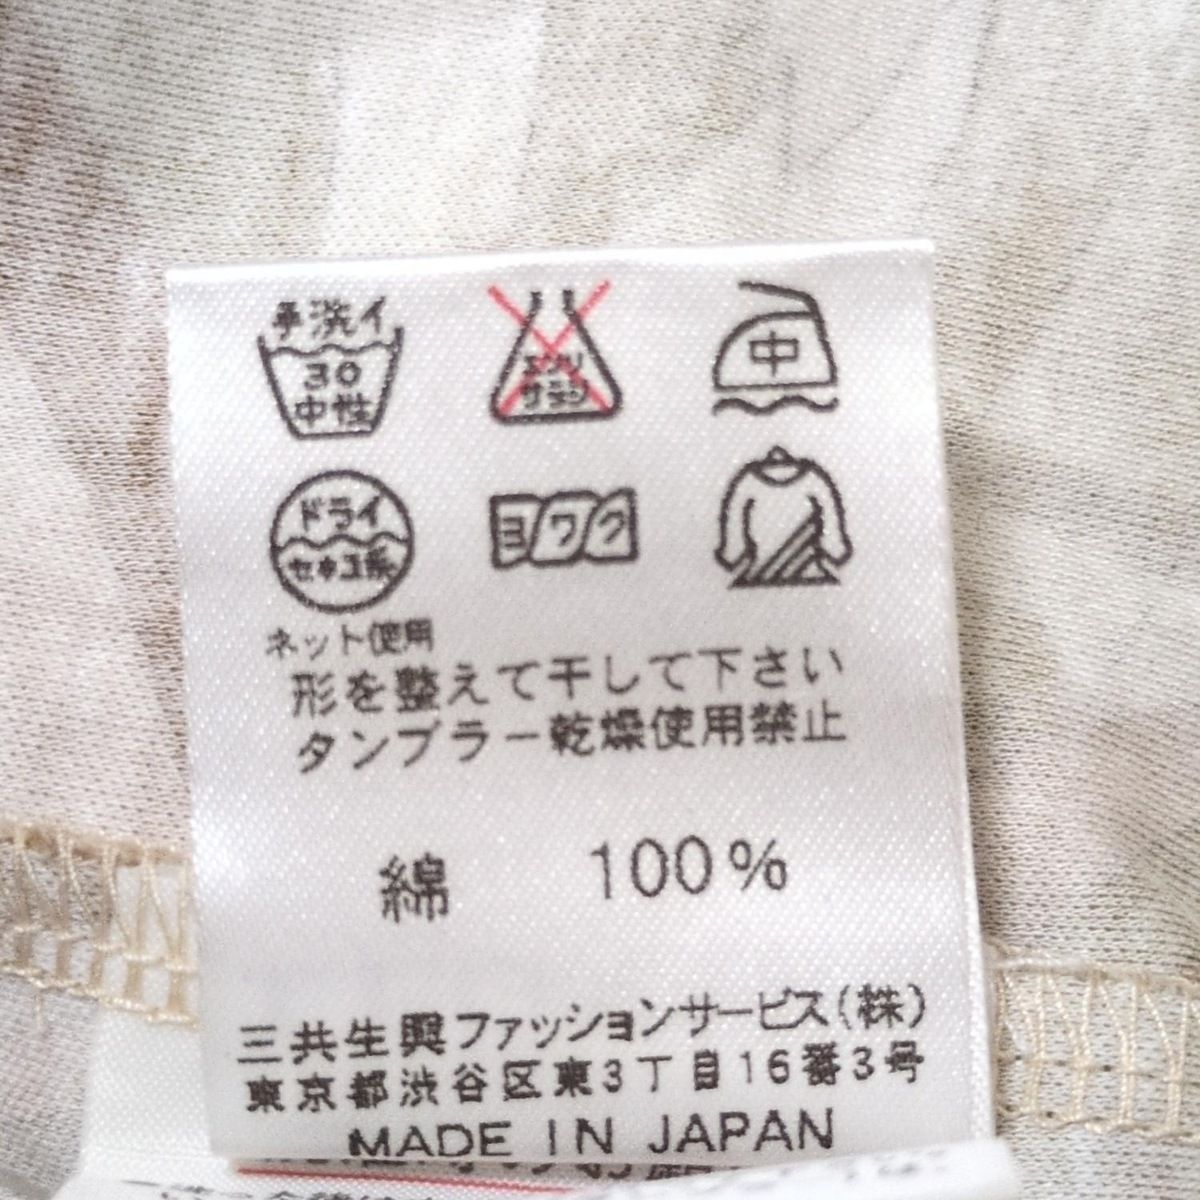 手洗イ
30
中性
エンソ
サラシ
中
ドライ
セキユ系
ヨワク
ネット使用
形を整えて干して下さい
タンブラー乾燥使用禁止
綿 100%
三共生興ファッションサービス(株)
東京都渋谷区東3丁目16番3号
MADE IN JAPAN